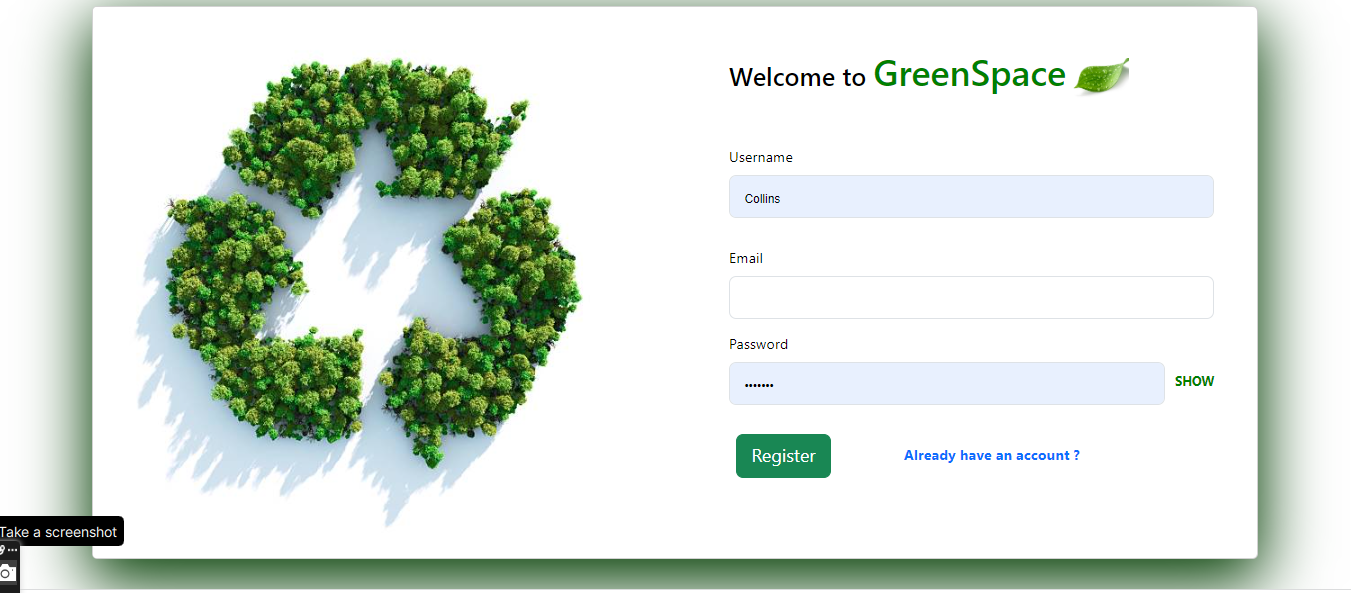 Welcome to GreenSpace
Username
Collins
Email
Password
•••••••
SHOW
Register
Already have an account ?
Take a screenshot